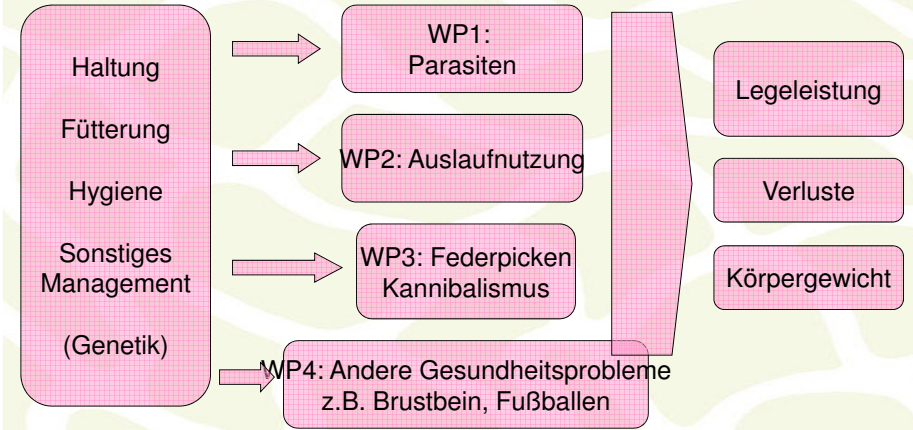 Haltung
Fütterung
Hygiene
Sonstiges
Management
(Genetik)
WP1:
Parasiten
WP2: Auslaufnutzung
WP3: Federpicken
Kannibalismus
WP4: Andere Gesundheitsprobleme
z.B. Brustbein, Fußballen
Legeleistung
Verluste
Körpergewicht